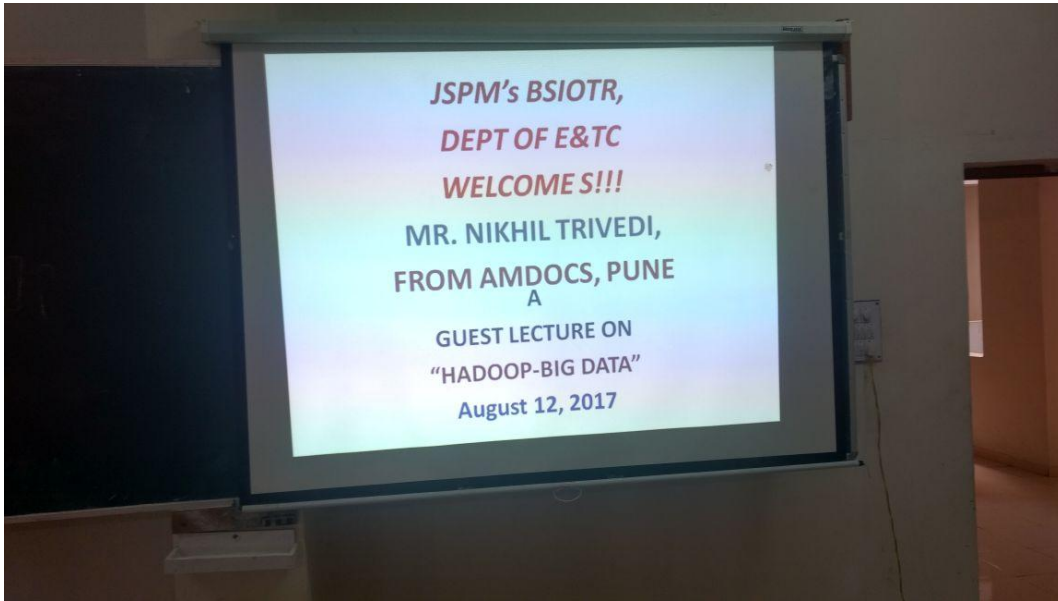 JSPM's BSIOTR,
DEPT OF E&TC
WELCOME S!!!
MR. NIKHIL TRIVEDI,
FROM AMDOCS, PUNE
A
GUEST LECTURE ON
“HADOOP-BIG DATA”
August 12, 2017